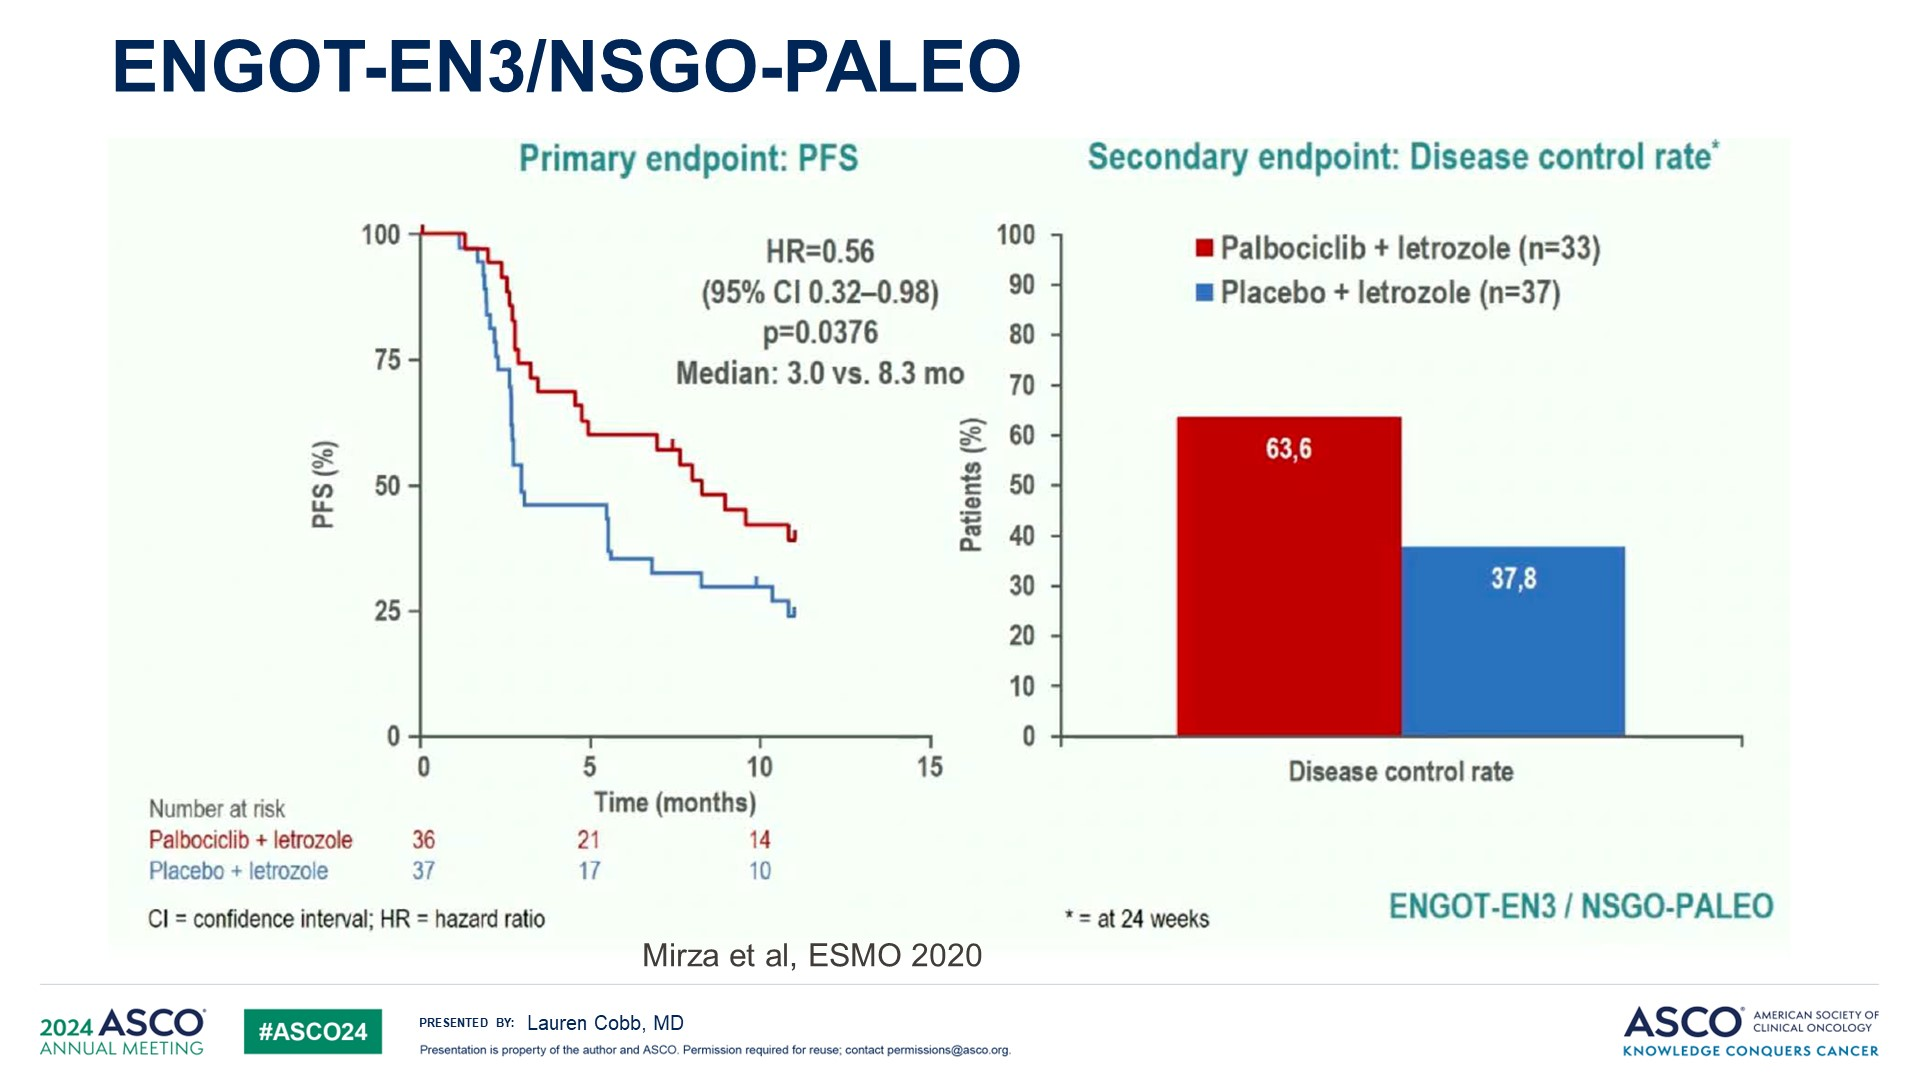 ENGOT-EN3/NSGO-PALEO
Primary endpoint: PFS
100
75
50
25
0
PFS (%)
HR=0.56
(95% CI 0.32–0.98)
p=0.0376
Median: 3.0 vs. 8.3 mo
0 5 10 15
Time (months)
Number at risk
Palbociclib + letrozole 36 21 14
Placebo + letrozole 37 17 10
CI = confidence interval; HR = hazard ratio
Secondary endpoint: Disease control rate*
100
90
80
70
60
50
40
30
20
10
0
Patients (%)
Palbociclib + letrozole (n=33)
Placebo + letrozole (n=37)
63,6
37,8
Disease control rate
* = at 24 weeks
ENGOT-EN3 / NSGO-PALEO
Mirza et al, ESMO 2020
2024 ASCO®
ANNUAL MEETING
#ASCO24
PRESENTED BY: Lauren Cobb, MD
Presentation is property of the author and ASCO. Permission required for reuse; contact permissions@asco.org.
ASCO® AMERICAN SOCIETY OF
CLINICAL ONCOLOGY
KNOWLEDGE CONQUERS CANCER